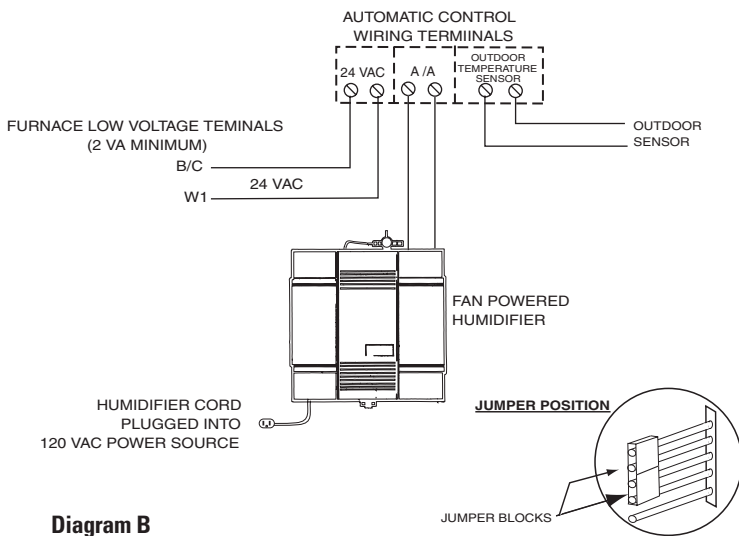 AUTOMATIC CONTROL
WIRING TERMIINALS
24 VAC
A /A
OUTDOOR
TEMPERATURE
SENSOR
FURNACE LOW VOLTAGE TEMINALS
(2 VA MINIMUM)
B/C
24 VAC
W1
OUTDOOR
SENSOR
FAN POWERED
HUMIDIFIER
HUMIDIFIER CORD
PLUGGED INTO
120 VAC POWER SOURCE
JUMPER POSITION
JUMPER BLOCKS
Diagram B